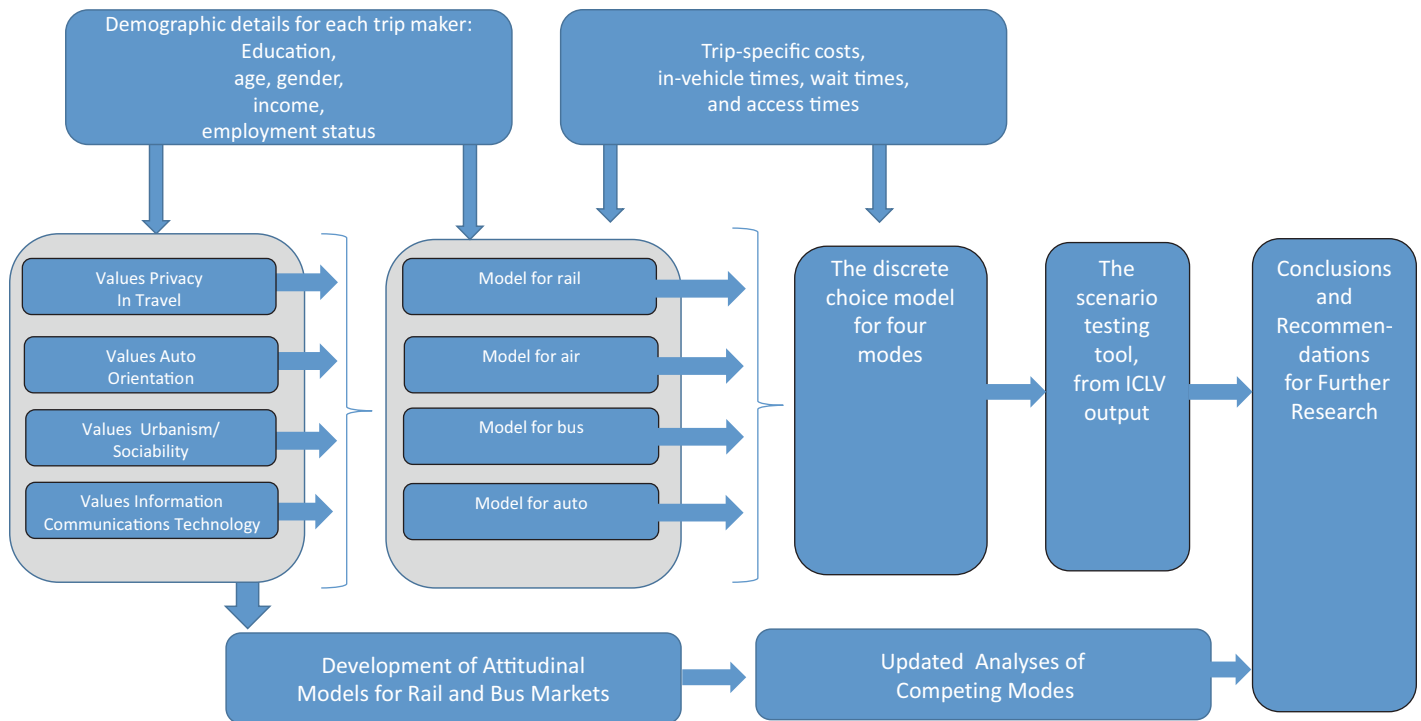 Demographic details for each trip maker:
Education,
age, gender,
income,
employment status
Trip-specific costs,
in-vehicle times, wait times,
and access times
Values Privacy
In Travel
Values Auto
Orientation
Values Urbanism/
Sociability
Values Information
Communications Technology
Model for rail
Model for air
Model for bus
Model for auto
The discrete
choice model
for four
modes
The
scenario
testing
tool,
from ICLV
output
Conclusions
and
Recommen-
dations
for Further
Research
Development of Attitudinal
Models for Rail and Bus Markets
Updated Analyses of
Competing Modes